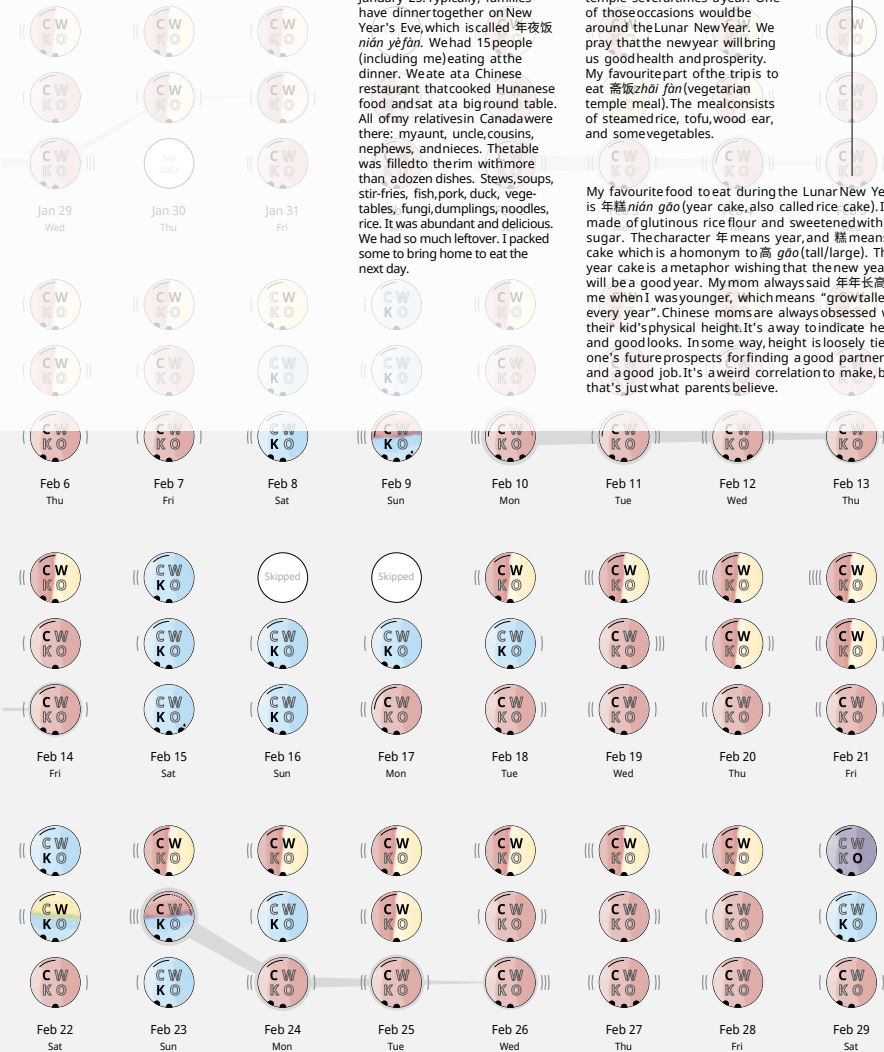 January 25. Typically, families
have dinner together on New
Year's Eve, which is called 年夜饭
nián yèfàn. We had 15 people
(including me) eating at the
dinner. We ate at a Chinese
restaurant that cooked Hunanese
food and sat at a big round table.
All of my relatives in Canada were
there: my aunt, uncle, cousins,
nephews, and nieces. The table
was filled to the rim with more
than a dozen dishes. Stews, soups,
stir-fries, fish, pork, duck, vege-
tables, fungi, dumplings, noodles,
rice. It was abundant and delicious.
We had so much leftover. I packed
some to bring home to eat the
next day.
temple several times a year. One
of those occasions would be
around the Lunar New Year. We
pray that the new year will bring
us good health and prosperity.
My favourite part of the trip is to
eat 斋饭 zhāi fàn (vegetarian
temple meal). The meal consists
of steamed rice, tofu, wood ear,
and some vegetables.
My favourite food to eat during the Lunar New Ye
is 年糕 nián gāo (year cake, also called rice cake). I
made of glutinous rice flour and sweetened with
sugar. The character 年 means year, and 糕 means
cake which is a homonym to 高 gāo (tall/large). Th
year cake is a metaphor wishing that the new yea
will be a good year. My mom always said 年年长高
me when I was younger, which means “grow talle
every year”. Chinese moms are always obsessed w
their kid's physical height. It's a way to indicate he
and good looks. In some way, height is loosely tie
one's future prospects for finding a good partner
and a good job. It's a weird correlation to make, b
that's just what parents believe.
No
data
Jan 29
Wed
Jan 30
Thu
Jan 31
Fri
C W
K O
Feb 6
Thu
Feb 7
Fri
Feb 8
Sat
Feb 9
Sun
Feb 10
Mon
Feb 11
Tue
Feb 12
Wed
Feb 13
Thu
Skipped
Skipped
Feb 14
Fri
Feb 15
Sat
Feb 16
Sun
Feb 17
Mon
Feb 18
Tue
Feb 19
Wed
Feb 20
Thu
Feb 21
Fri
Feb 22
Sat
Feb 23
Sun
Feb 24
Mon
Feb 25
Tue
Feb 26
Wed
Feb 27
Thu
Feb 28
Fri
Feb 29
Sat